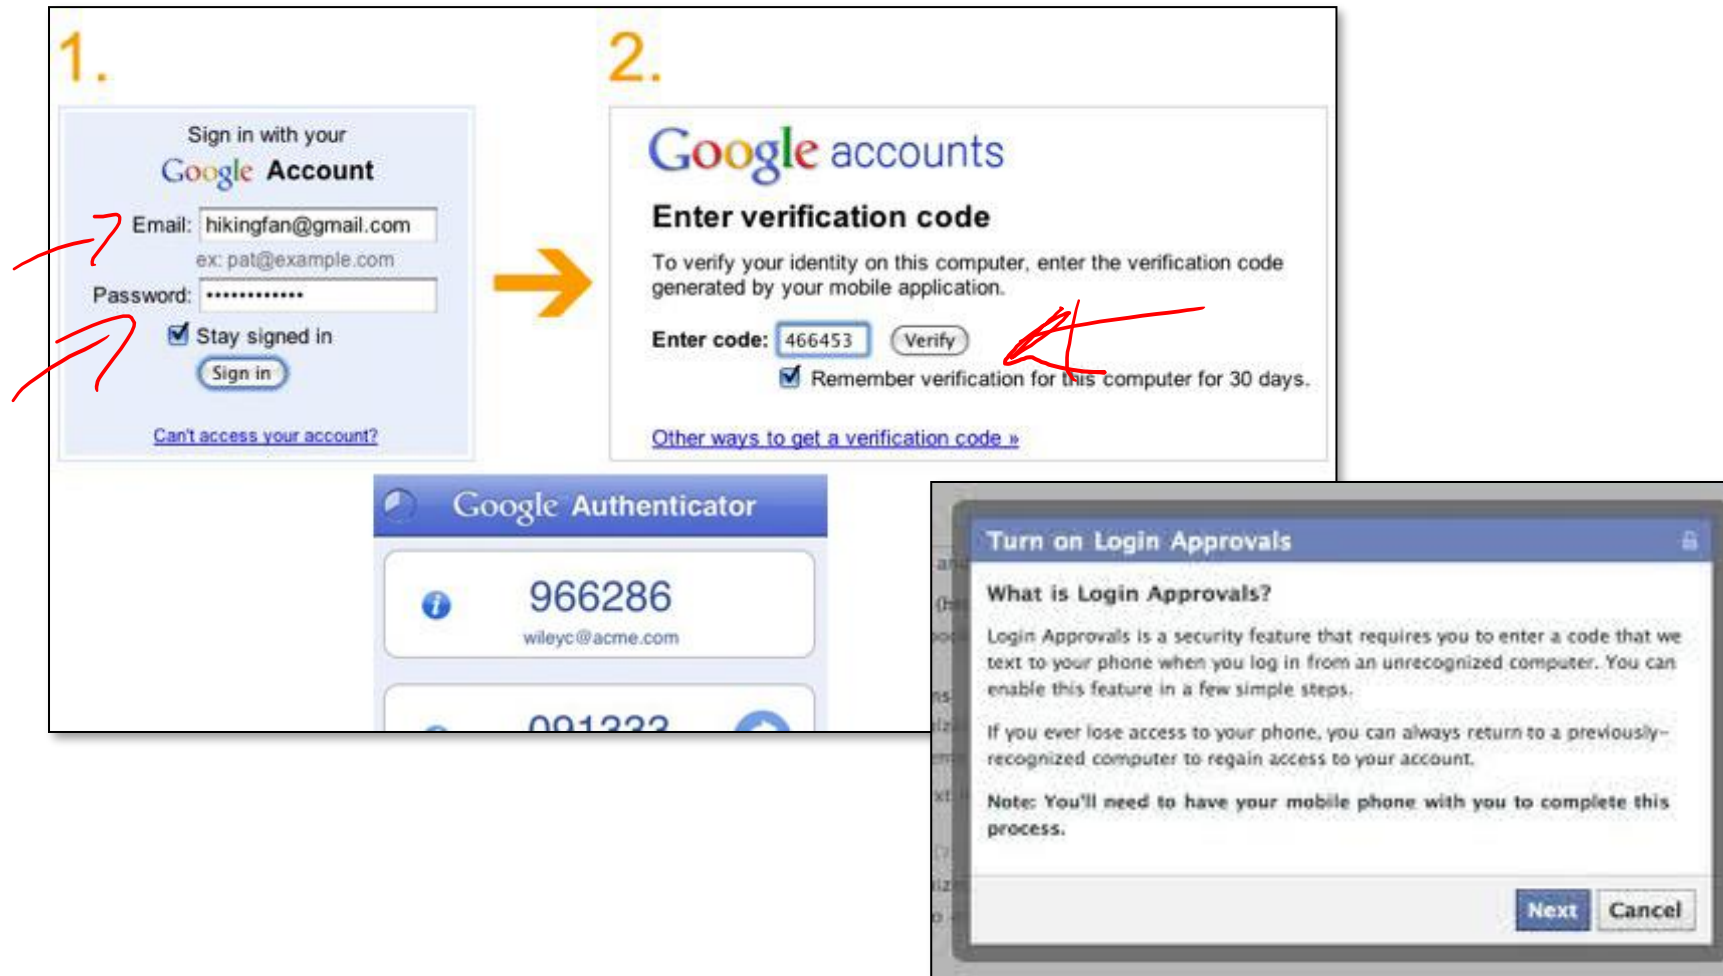 1.
Sign in with your
Google Account
Email: hikingfan@gmail.com
ex: pat@example.com
Password: ••••••••••••
Stay signed in
Sign in
Can't access your account?
2.
Google accounts
Enter verification code
To verify your identity on this computer, enter the verification code
generated by your mobile application.
Enter code: 466453 Verify
Remember verification for this computer for 30 days.
Other ways to get a verification code »
Google Authenticator
966286
wileyc@acme.com
091333
Turn on Login Approvals
What is Login Approvals?
Login Approvals is a security feature that requires you to enter a code that we
text to your phone when you log in from an unrecognized computer. You can
enable this feature in a few simple steps.
If you ever lose access to your phone, you can always return to a previously-
recognized computer to regain access to your account.
Note: You'll need to have your mobile phone with you to complete this
process.
Next Cancel